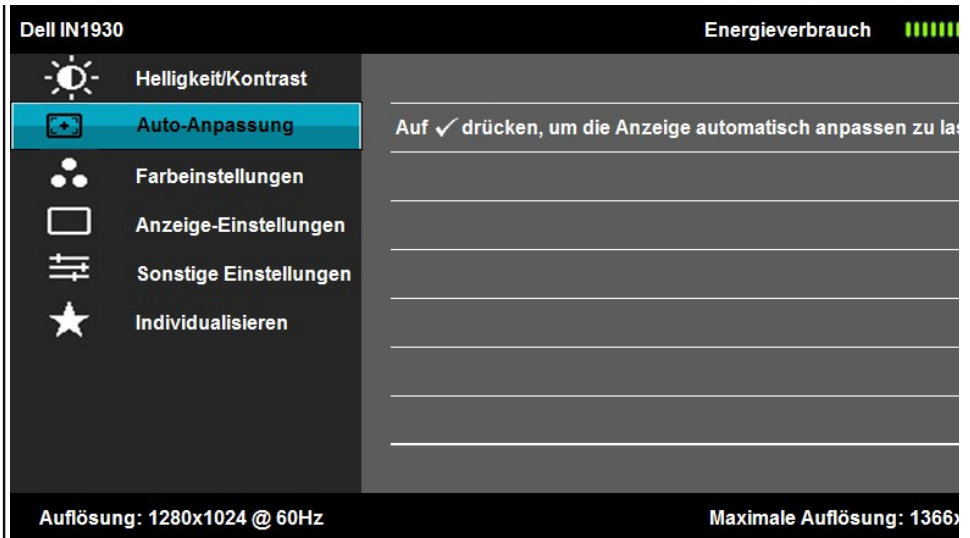 Dell IN1930 Energieverbrauch
Helligkeit/Kontrast
Auto-Anpassung Auf ✓ drücken, um die Anzeige automatisch anpassen zu
Farbeinstellungen
Anzeige-Einstellungen
Sonstige Einstellungen
Individualisieren
Auflösung: 1280x1024 @ 60Hz Maximale Auflösung: 1366x